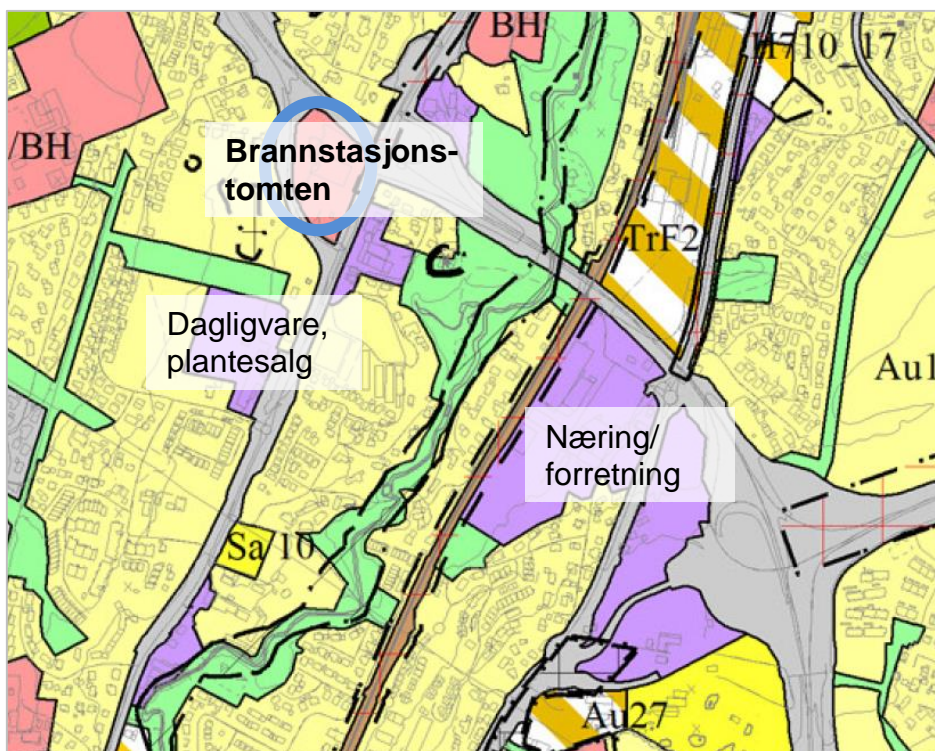 BH
H710_17
/BH
Brannstasjons-
tomten
TrF2
Dagligvare,
plantesalg
Au1
Næring/
forretning
Sa/10
Au27